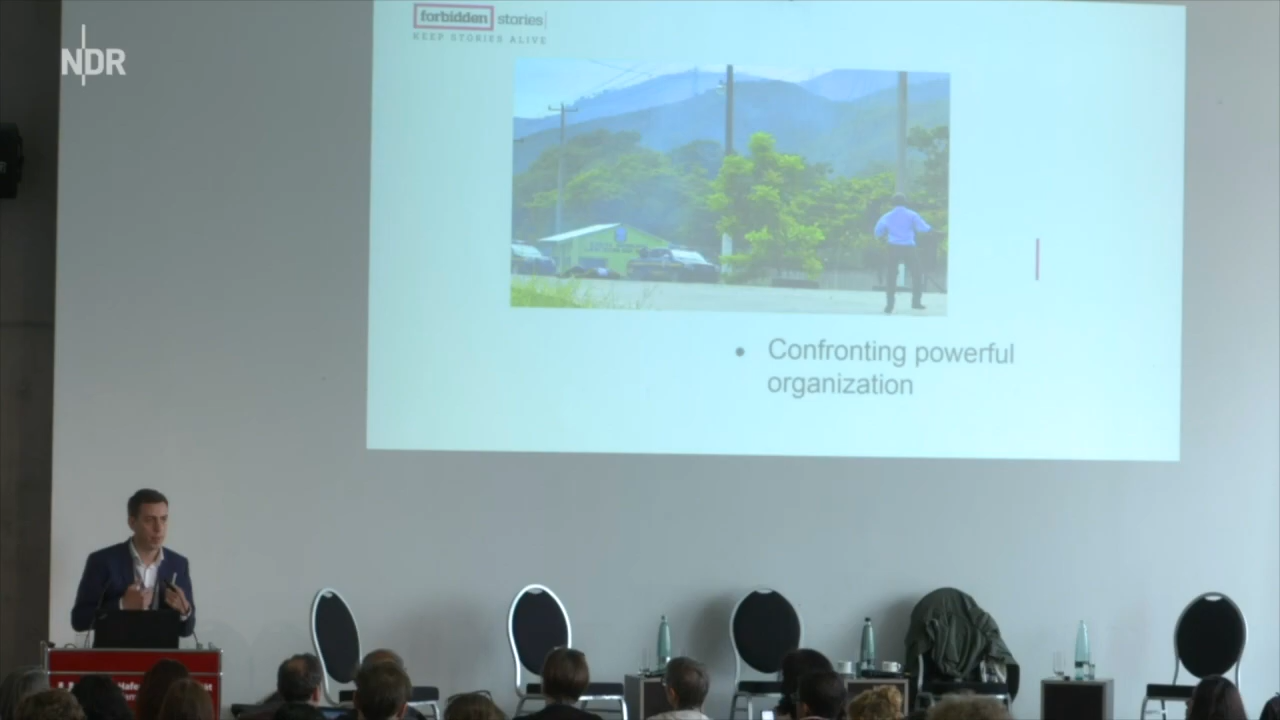 NDR
forbidden stories
KEEP STORIES ALIVE
• Confronting powerful
organization